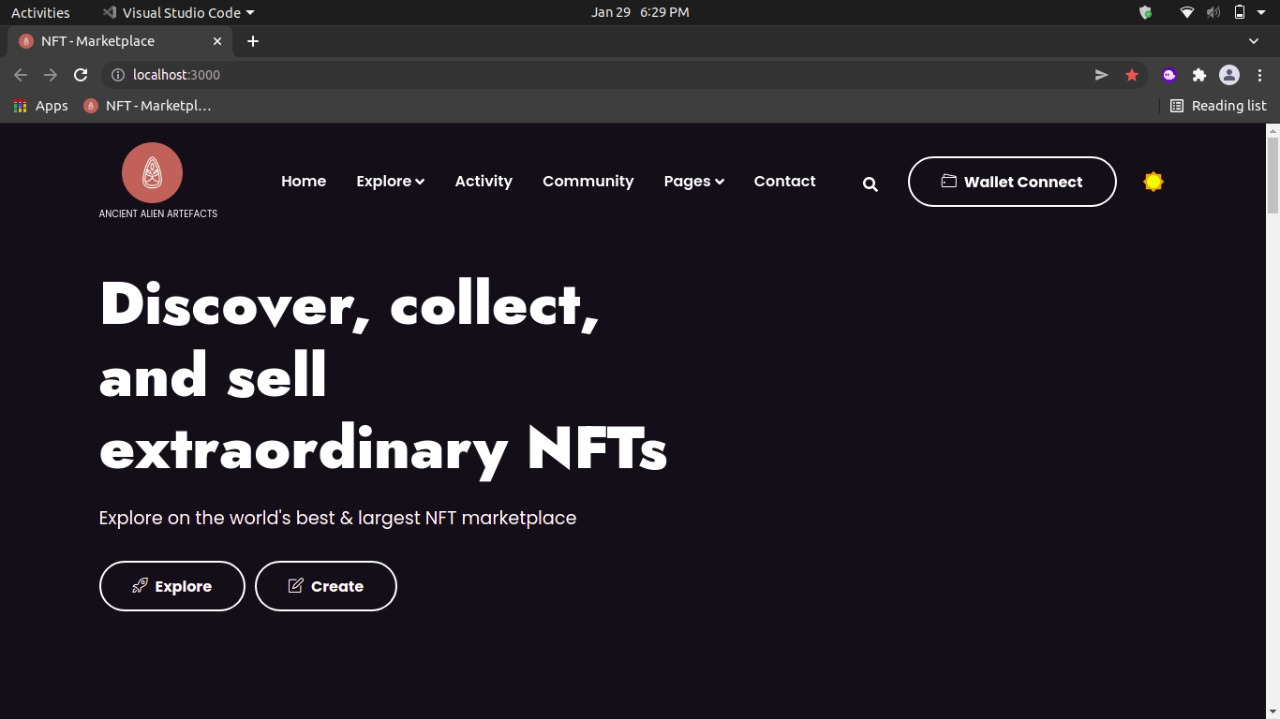 Activities Visual Studio Code Jan 29 6:29 PM
NFT - Marketplace
localhost:3000
Apps NFT - Marketpl... Reading list
Home Explore Activity Community Pages Contact Wallet Connect
ANCIENT ALIEN ARTEFACTS
Discover, collect,
and sell
extraordinary NFTs
Explore on the world's best & largest NFT marketplace
Explore Create